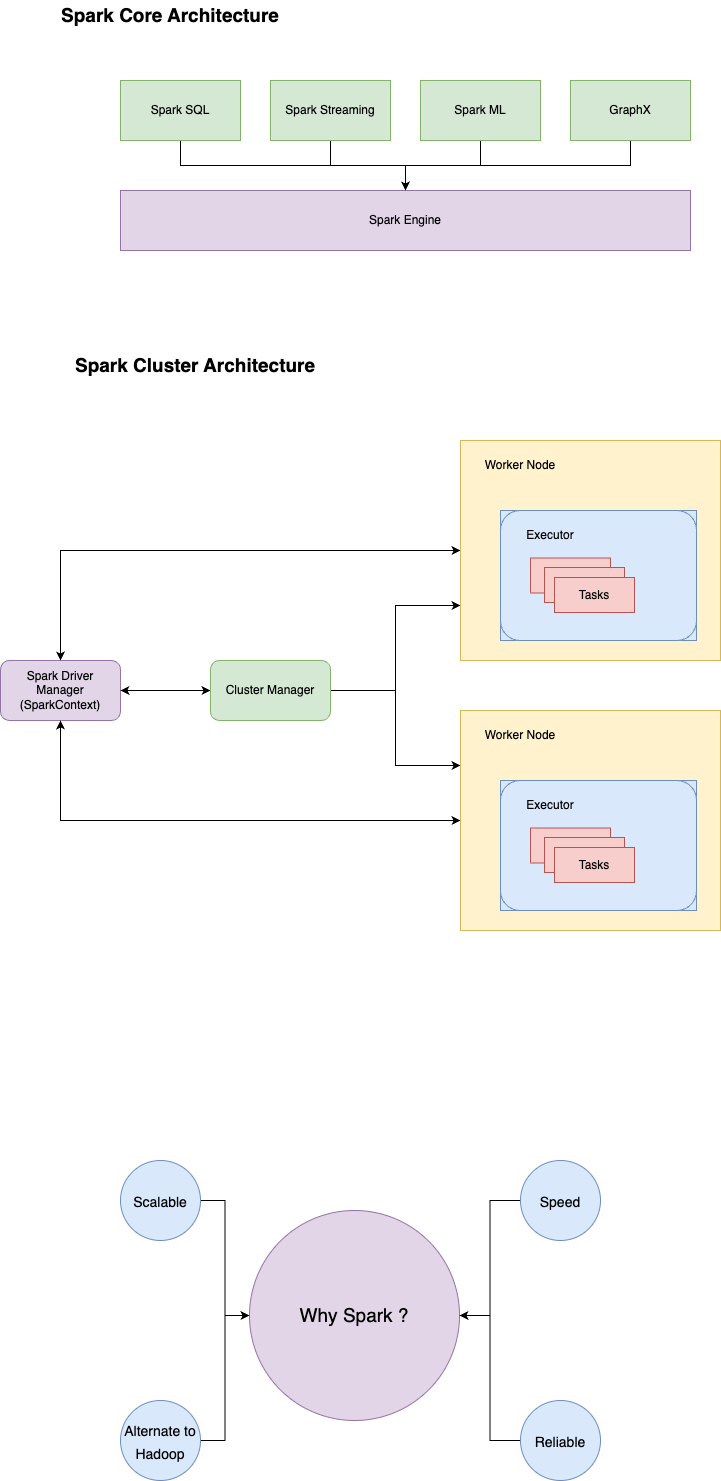 Spark Core Architecture
Spark SQL
Spark Streaming
Spark ML
GraphX
Spark Engine
Spark Cluster Architecture
Worker Node
Executor
Tasks
Spark Driver
Manager
(SparkContext)
Cluster Manager
Worker Node
Executor
Tasks
Scalable
Speed
Why Spark ?
Alternate to
Hadoop
Reliable